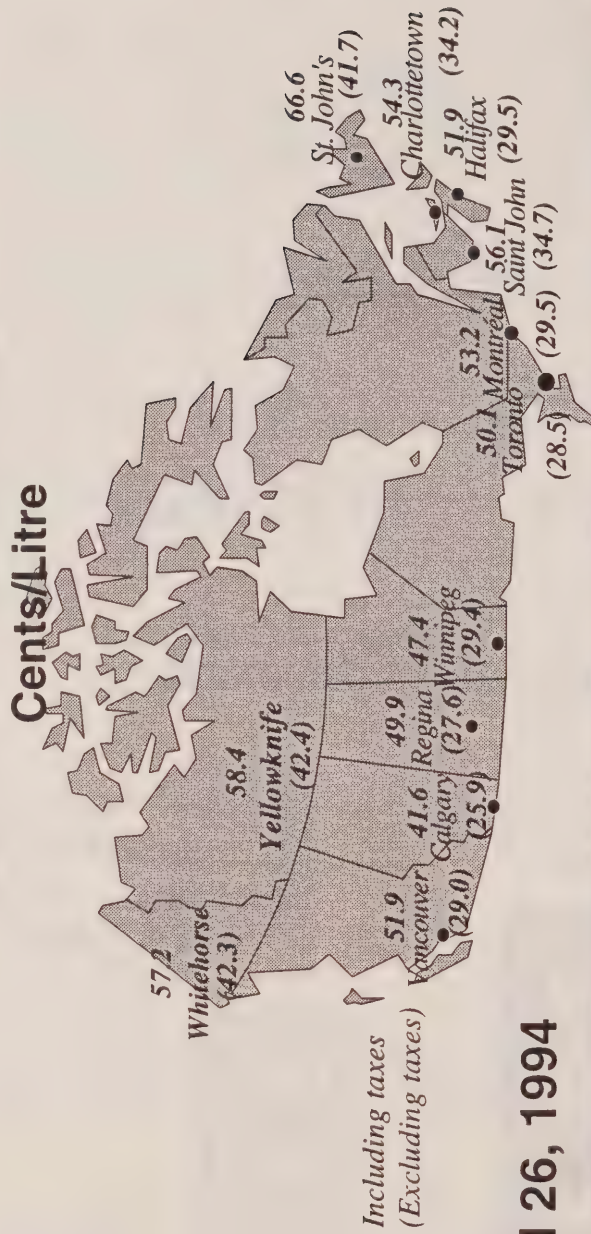 Cents/Litre
57.2
Whitehorse
(42.3)
58.4
Yellowknife
(42.4)
51.9
Vancouver
(29.0)
41.6
Calgary
(25.9)
49.9
Regina
(27.6)
47.4
Winnipeg
(29.4)
50.1
Toronto
(28.5)
53.2
Montréal
(29.5)
56.1
Saint John
(34.7)
51.9
Halifax
(29.5)
54.3
Charlottetown
(34.2)
66.6
St. John's
(41.7)
Including taxes
(Excluding taxes)
26, 1994